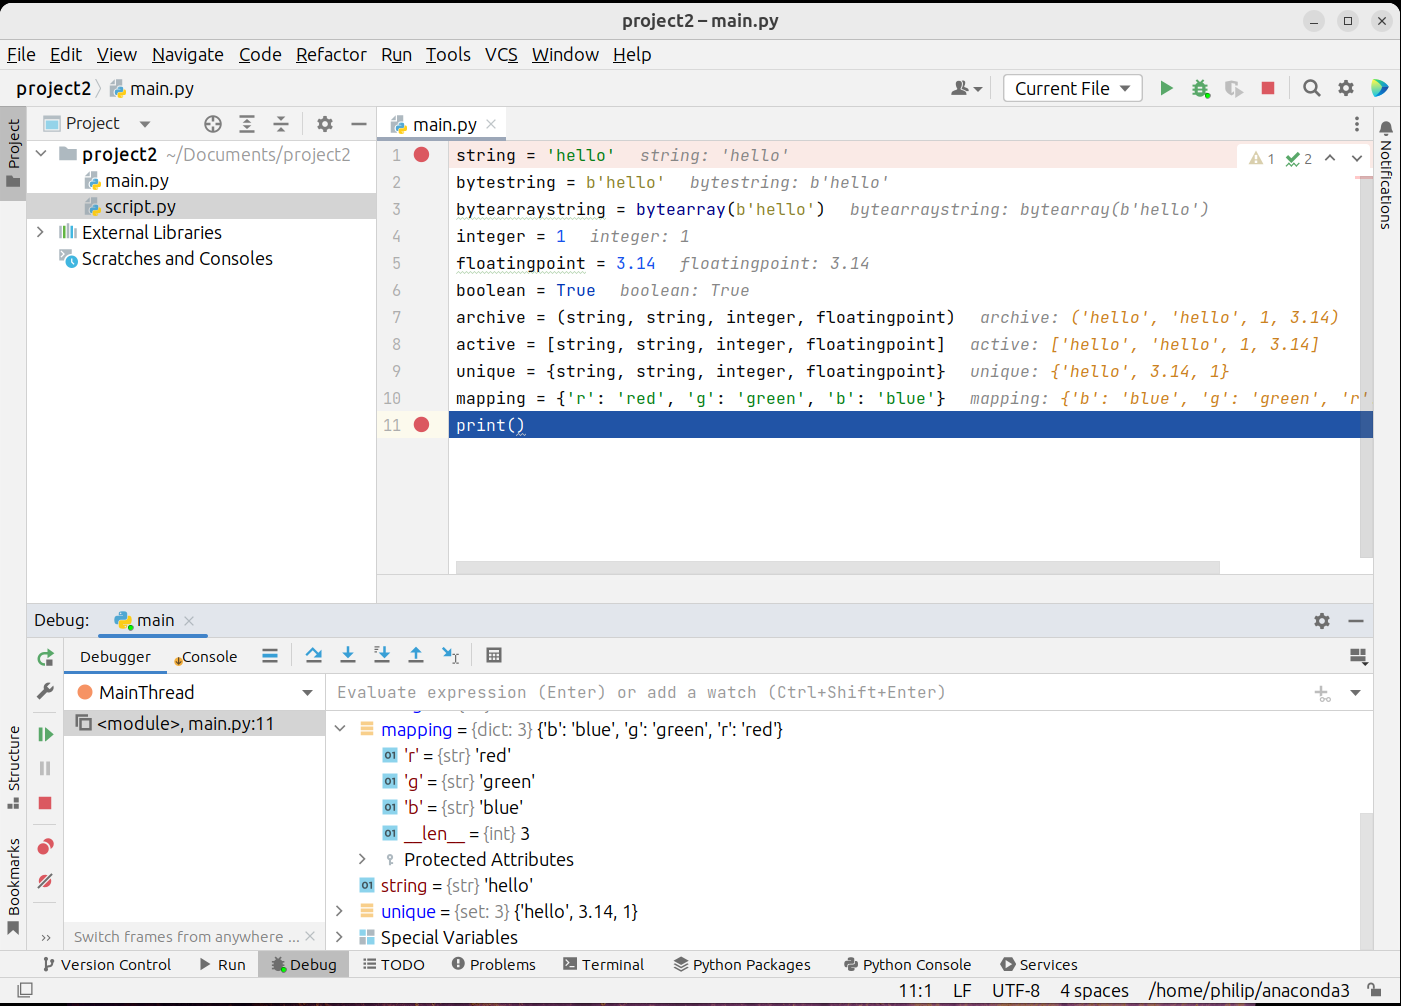 project2 – main.py
File Edit View Navigate Code Refactor Run Tools VCS Window Help
project2 main.py Current File
Project
Project
main.py
Notifications
project2 ~/Documents/project2
main.py
script.py
External Libraries
Scratches and Consoles
1 string = 'hello' string: 'hello' 1 2
2 bytestring = b'hello' bytestring: b'hello'
3 bytearraystring = bytearray(b'hello') bytearraystring: bytearray(b'hello')
4 integer = 1 integer: 1
5 floatingpoint = 3.14 floatingpoint: 3.14
6 boolean = True boolean: True
7 archive = (string, string, integer, floatingpoint) archive: ('hello', 'hello', 1, 3.14)
8 active = [string, string, integer, floatingpoint] active: ['hello', 'hello', 1, 3.14]
9 unique = {string, string, integer, floatingpoint} unique: {'hello', 3.14, 1}
10 mapping = {'r': 'red', 'g': 'green', 'b': 'blue'} mapping: {'b': 'blue', 'g': 'green', 'r'
11 print()
Debug: main
Debugger Console
MainThread
Evaluate expression (Enter) or add a watch (Ctrl+Shift+Enter)
<module>, main.py:11
mapping = {dict: 3} {'b': 'blue', 'g': 'green', 'r': 'red'}
01 'r' = {str} 'red'
01 'g' = {str} 'green'
01 'b' = {str} 'blue'
01 __len__ = {int} 3
Protected Attributes
01 string = {str} 'hello'
unique = {set: 3} {'hello', 3.14, 1}
Special Variables
Structure
Bookmarks
Switch frames from anywhere ...
Version Control Run Debug TODO Problems Terminal Python Packages Python Console Services
11:1 LF UTF-8 4 spaces /home/philip/anaconda3